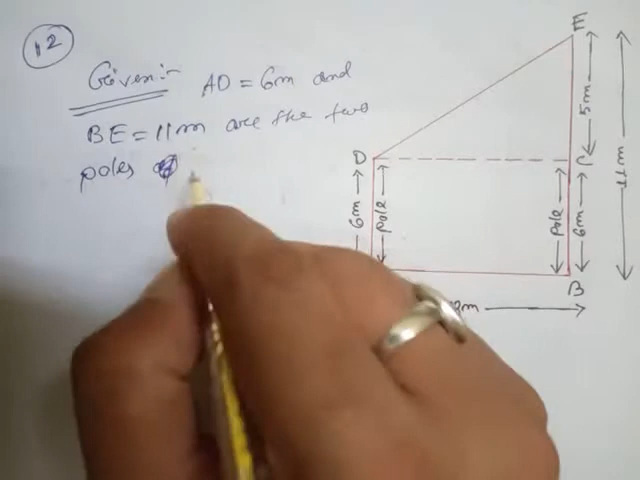 12
Given:-
AD = 6m and
BE = 11m are the two
poles
E
5m
D
C
6m
pole
pole
6m
11m
B
m